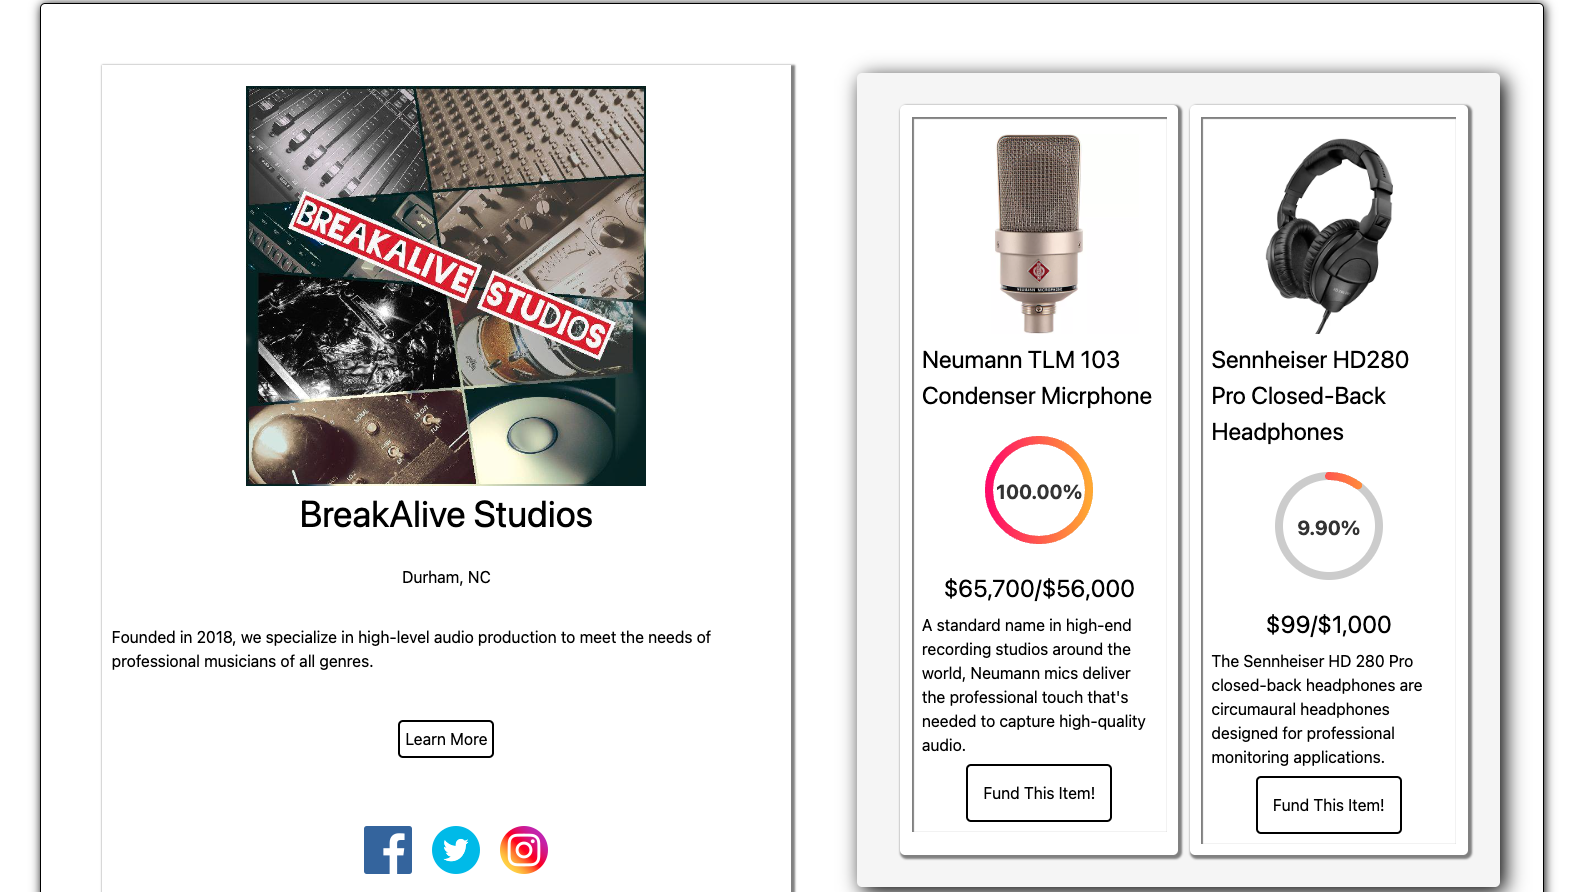 BREAKALIVE STUDIOS
BreakAlive Studios
Durham, NC
Founded in 2018, we specialize in high-level audio production to meet the needs of
professional musicians of all genres.
Learn More
Neumann TLM 103
Condenser Micrphone
100.00%
$65,700/$56,000
A standard name in high-end
recording studios around the
world, Neumann mics deliver
the professional touch that's
needed to capture high-quality
audio.
Fund This Item!
Sennheiser HD280
Pro Closed-Back
Headphones
9.90%
$99/$1,000
The Sennheiser HD 280 Pro
closed-back headphones are
circumaural headphones
designed for professional
monitoring applications.
Fund This Item!